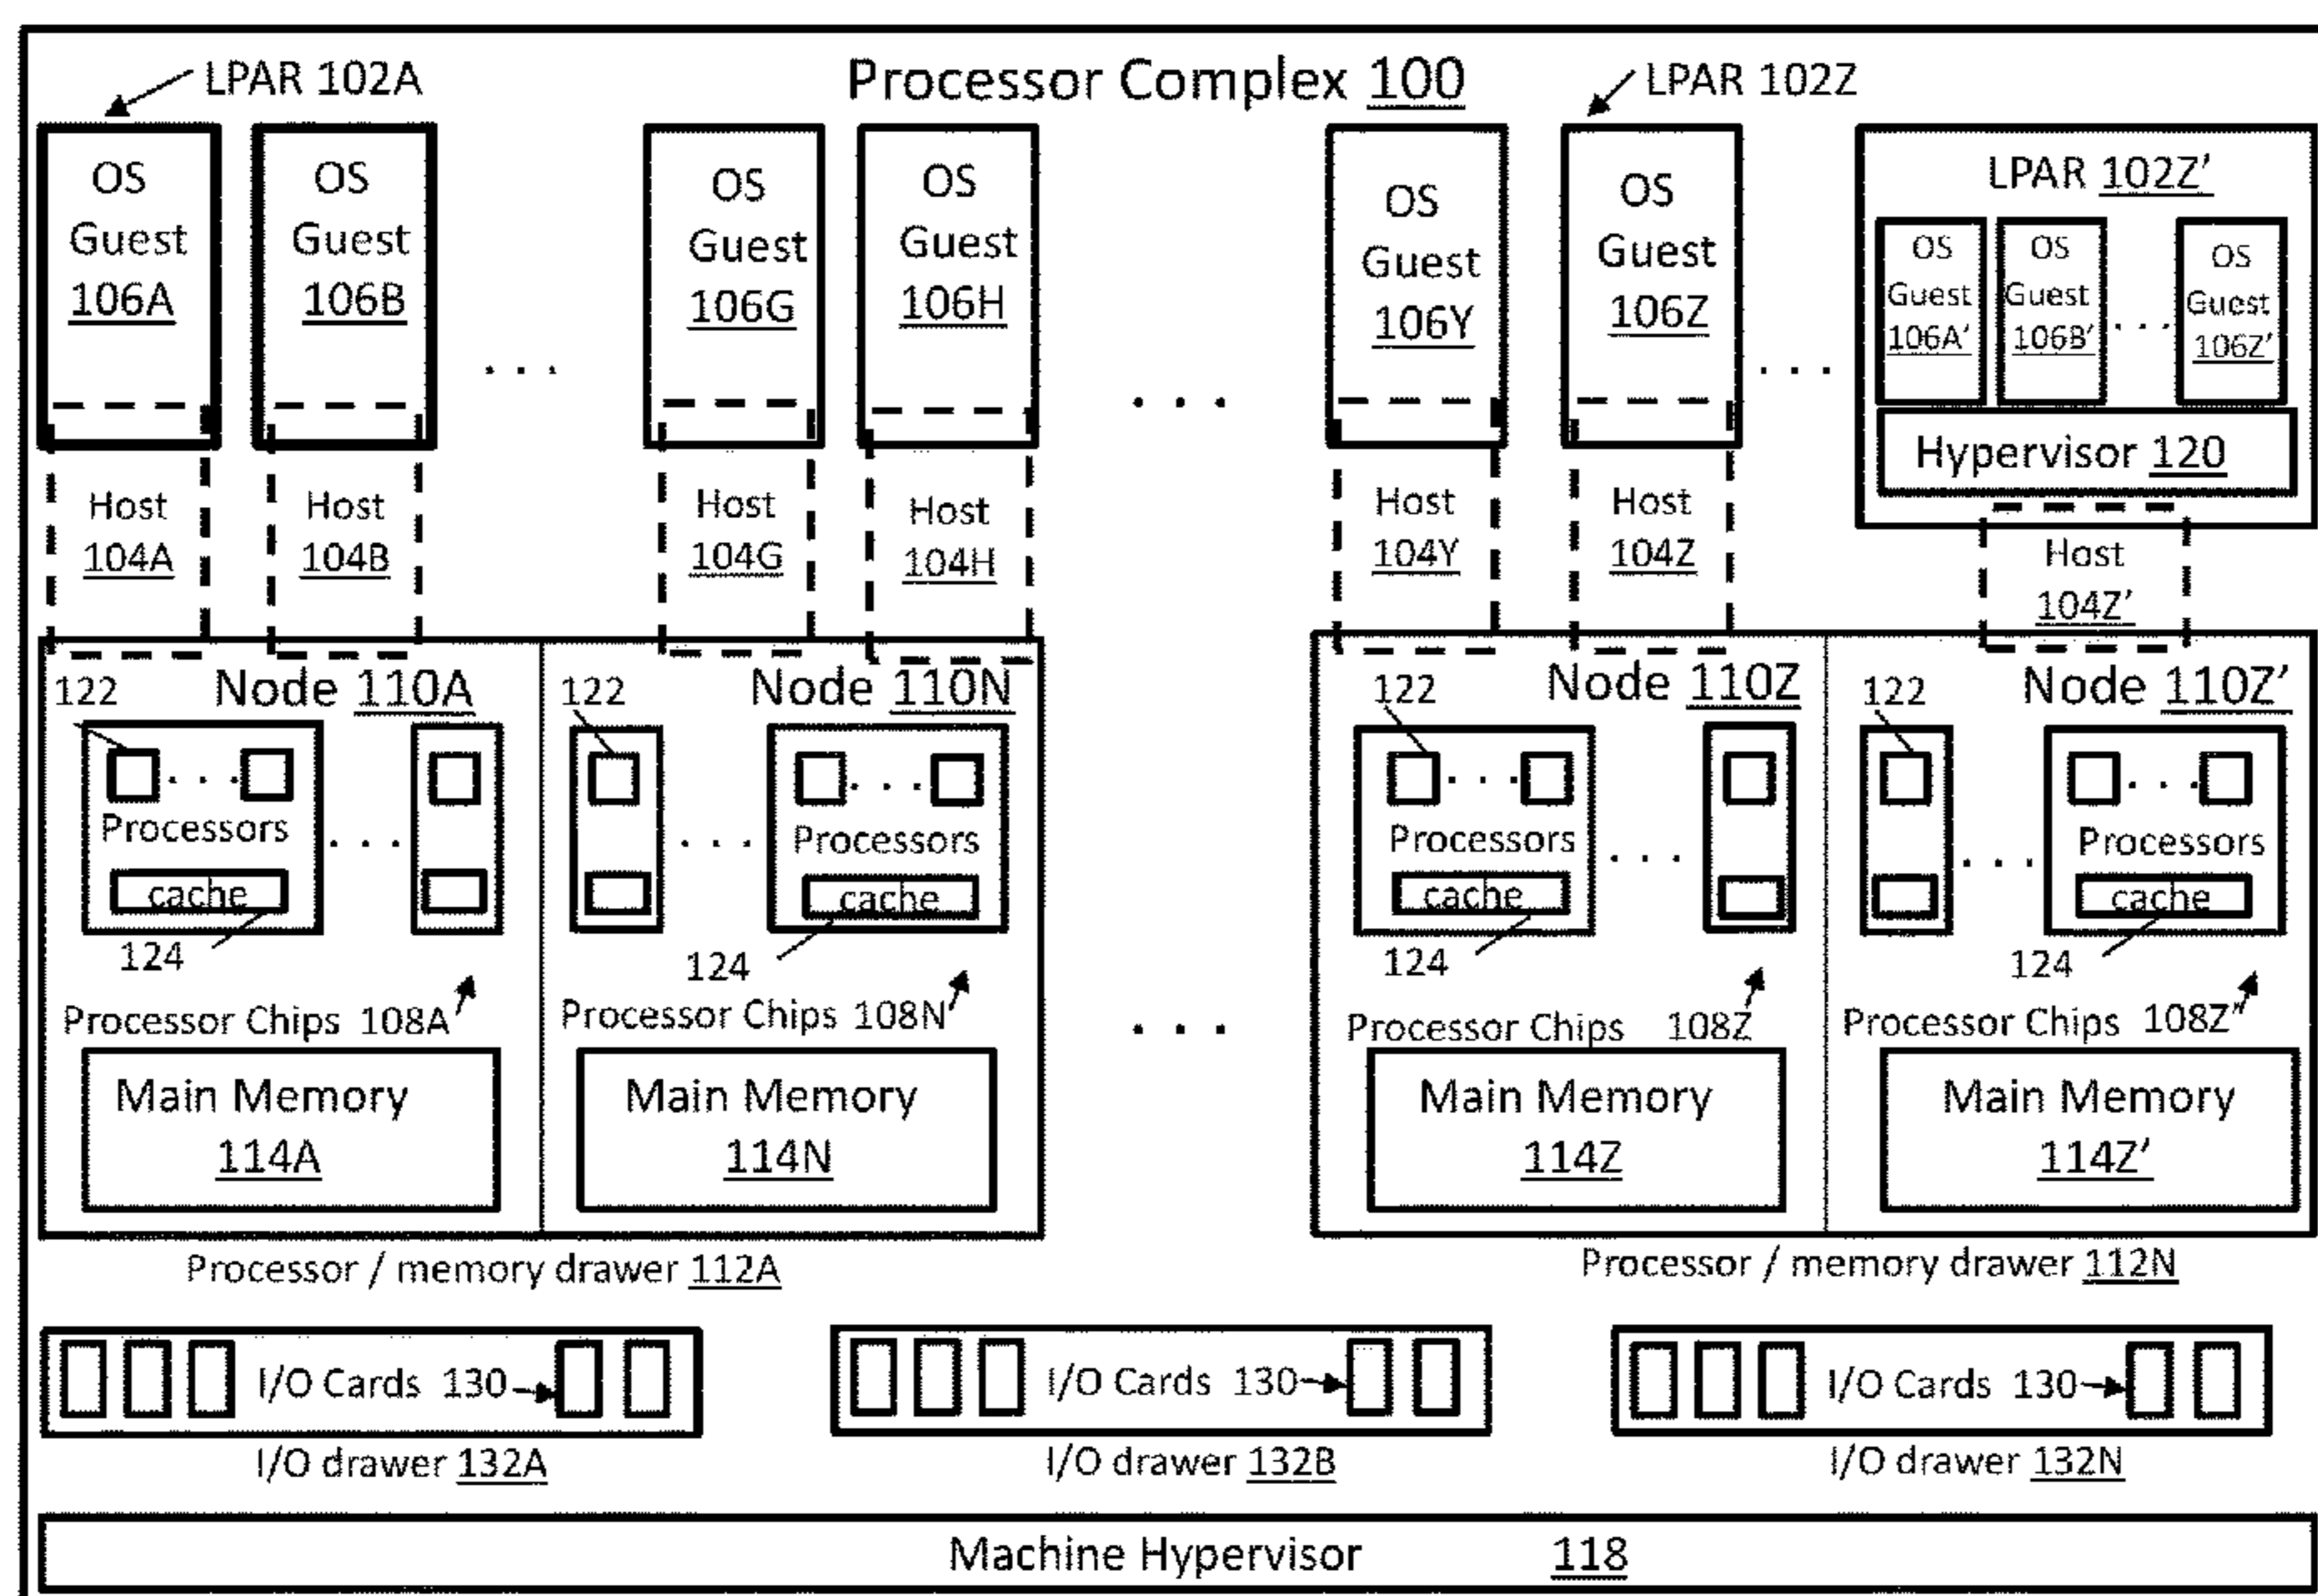 Processor Complex 100
LPAR 102A
LPAR 102Z
OS
Guest
106A
OS
Guest
106B
. . .
OS
Guest
106G
OS
Guest
106H
. . .
OS
Guest
106Y
OS
Guest
106Z
. . .
LPAR 102Z'
OS
Guest
106A'
OS
Guest
106B'
. . .
OS
Guest
106Z'
Hypervisor 120
Host
104A
Host
104B
Host
104G
Host
104H
Host
104Y
Host
104Z
Host
104Z'
Node 110A
122
. . .
Processors
cache
124
. . .
Processor Chips 108A
Main Memory
114A
Node 110N
122
. . .
. . .
Processors
cache
124
Processor Chips 108N
Main Memory
114N
Processor / memory drawer 112A
. . .
Node 110Z
122
. . .
Processors
cache
124
. . .
Processor Chips 108Z
Main Memory
114Z
Node 110Z'
122
. . .
. . .
Processors
cache
124
Processor Chips 108Z'
Main Memory
114Z'
Processor / memory drawer 112N
I/O Cards 130
I/O drawer 132A
I/O Cards 130
I/O drawer 132B
I/O Cards 130
I/O drawer 132N
Machine Hypervisor 118